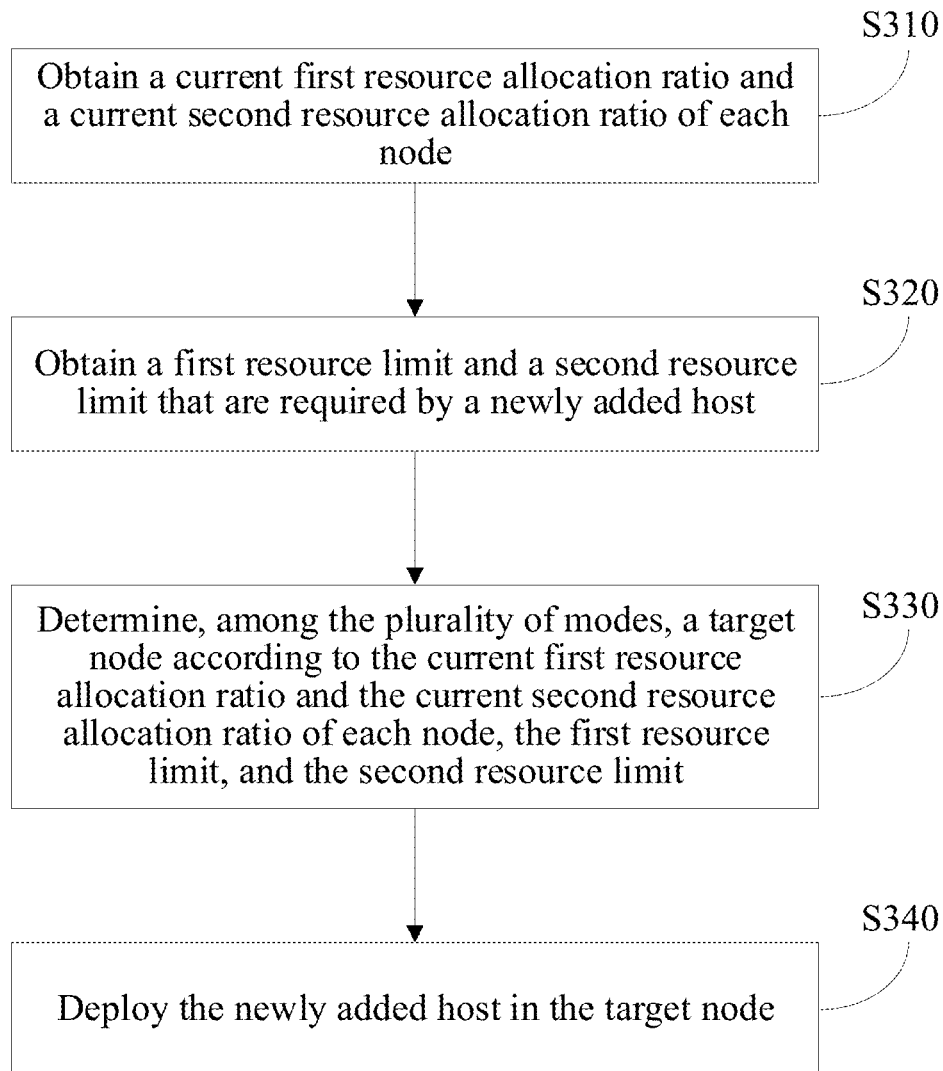 S310
Obtain a current first resource allocation ratio and
a current second resource allocation ratio of each
node
S320
Obtain a first resource limit and a second resource
limit that are required by a newly added host
S330
Determine, among the plurality of modes, a target
node according to the current first resource
allocation ratio and the current second resource
allocation ratio of each node, the first resource
limit, and the second resource limit
S340
Deploy the newly added host in the target node